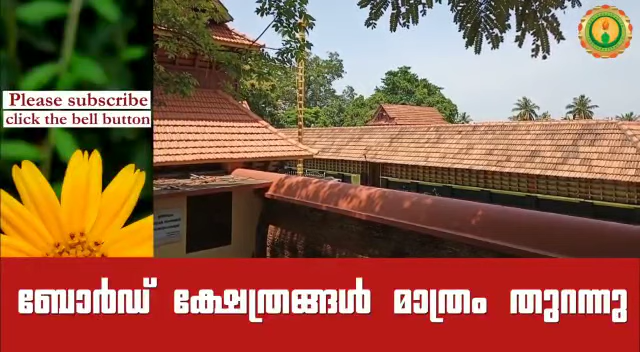 Please subscribe
click the bell button
ബോർഡ് ക്ഷേത്രങ്ങൾ മാത്രം തുറന്നു